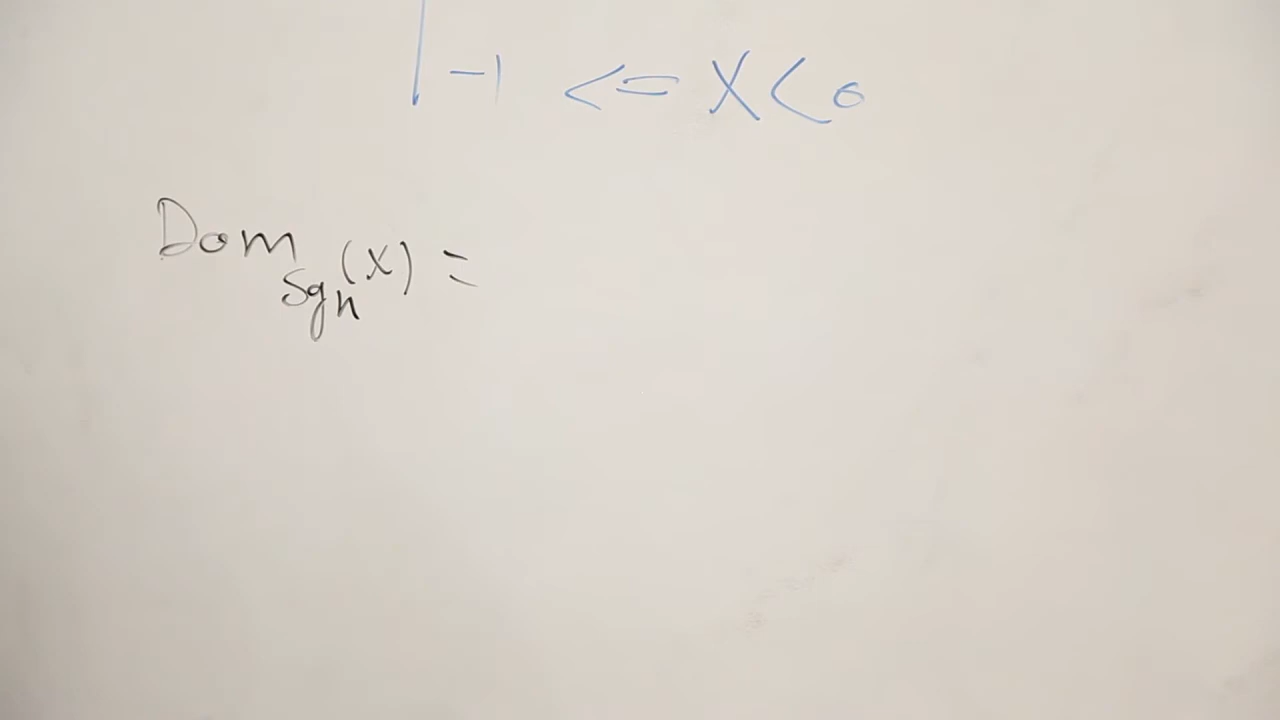 -1 <= X < 0
Dom sgn(x) =